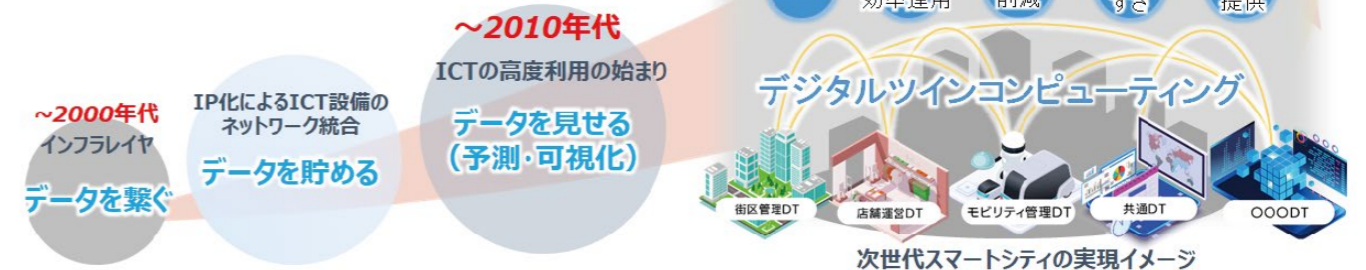 ～2000年代
インフラレイヤ
データを繋ぐ
IP化によるICT設備の
ネットワーク統合
データを貯める
～2010年代
ICTの高度利用の始まり
データを見せる
(予測・可視化)
効率運用
削減
すさ
提供
デジタルツインコンピューティング
街区管理DT
店舗運営DT
モビリティ管理DT
共通DT
〇〇〇DT
次世代スマートシティの実現イメージ